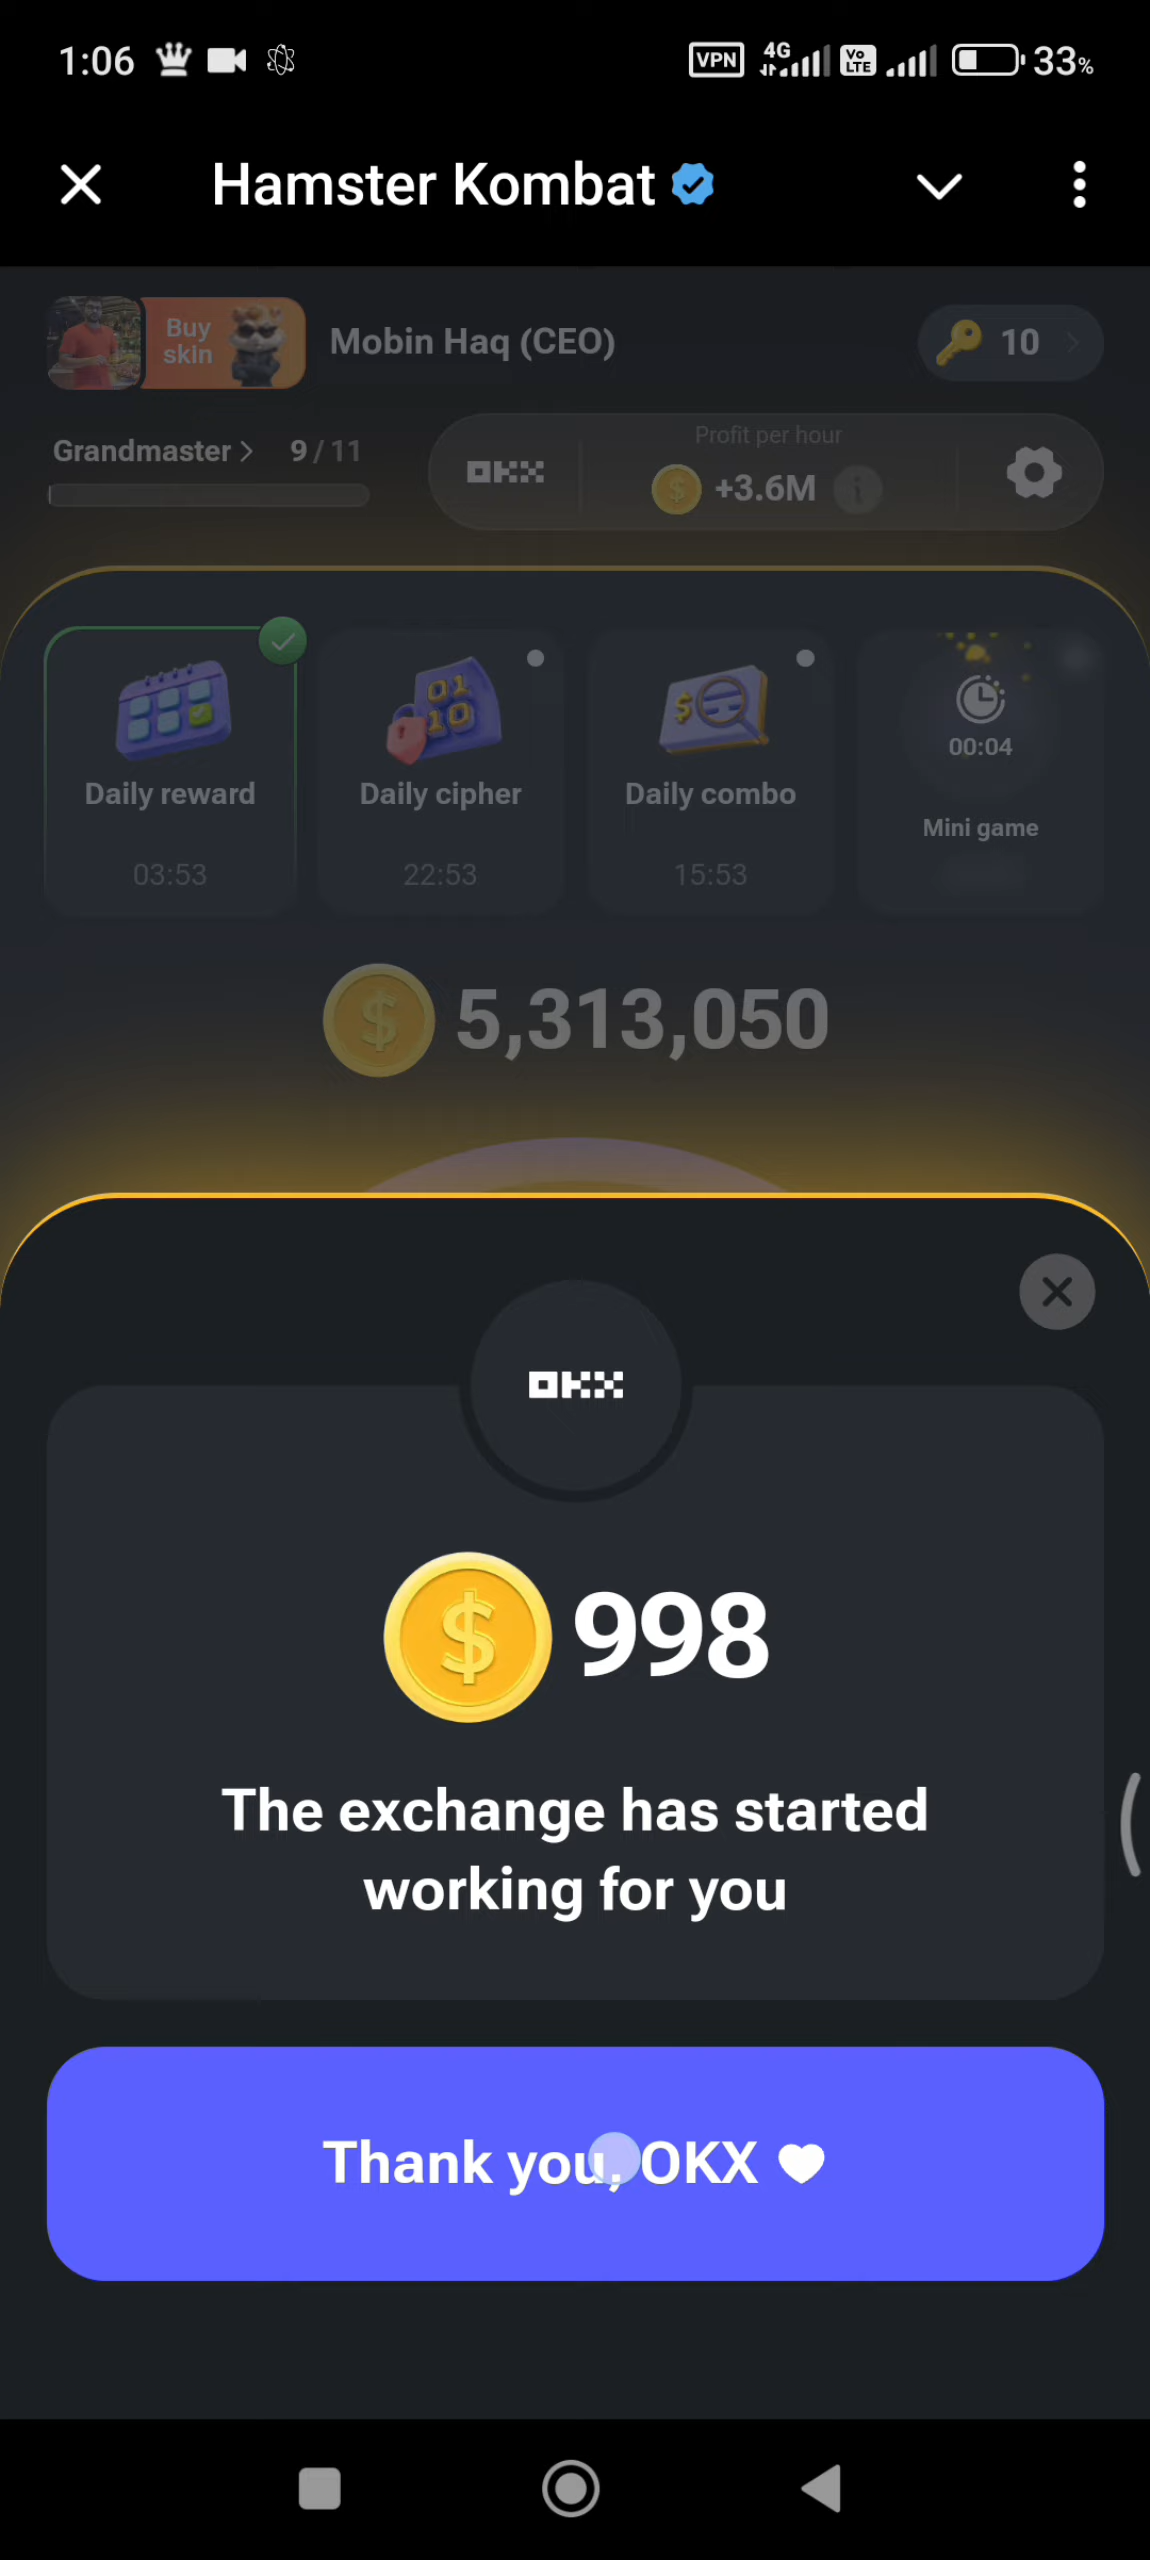 1:06 VPN 4G Vo LTE 33%
Hamster Kombat
Buy skin
Mobin Haq (CEO)
10
Grandmaster > 9/11
OKX
Profit per hour
+3.6M
Daily reward
03:53
Daily cipher
22:53
Daily combo
15:53
00:04
Mini game
5,313,050
OKX
998
The exchange has started
working for you
Thank you, OKX